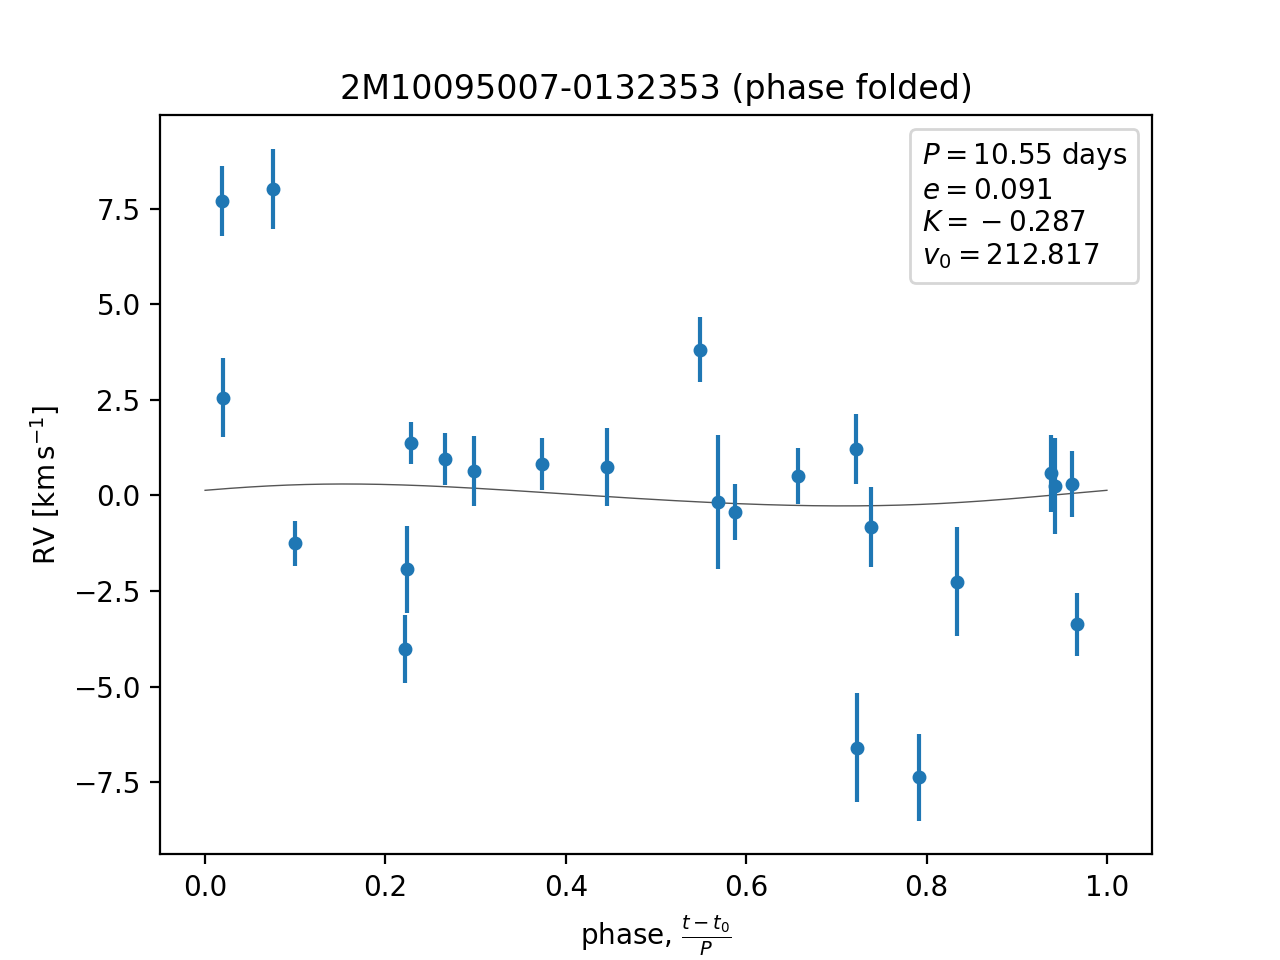 2M10095007-0132353 (phase folded)
P = 10.55 days
e = 0.091
K = −0.287
v₀ = 212.817
7.5
5.0
2.5
0.0
−2.5
−5.0
−7.5
RV [km s⁻¹]
0.0 0.2 0.4 0.6 0.8 1.0
phase, (t − t₀)/P